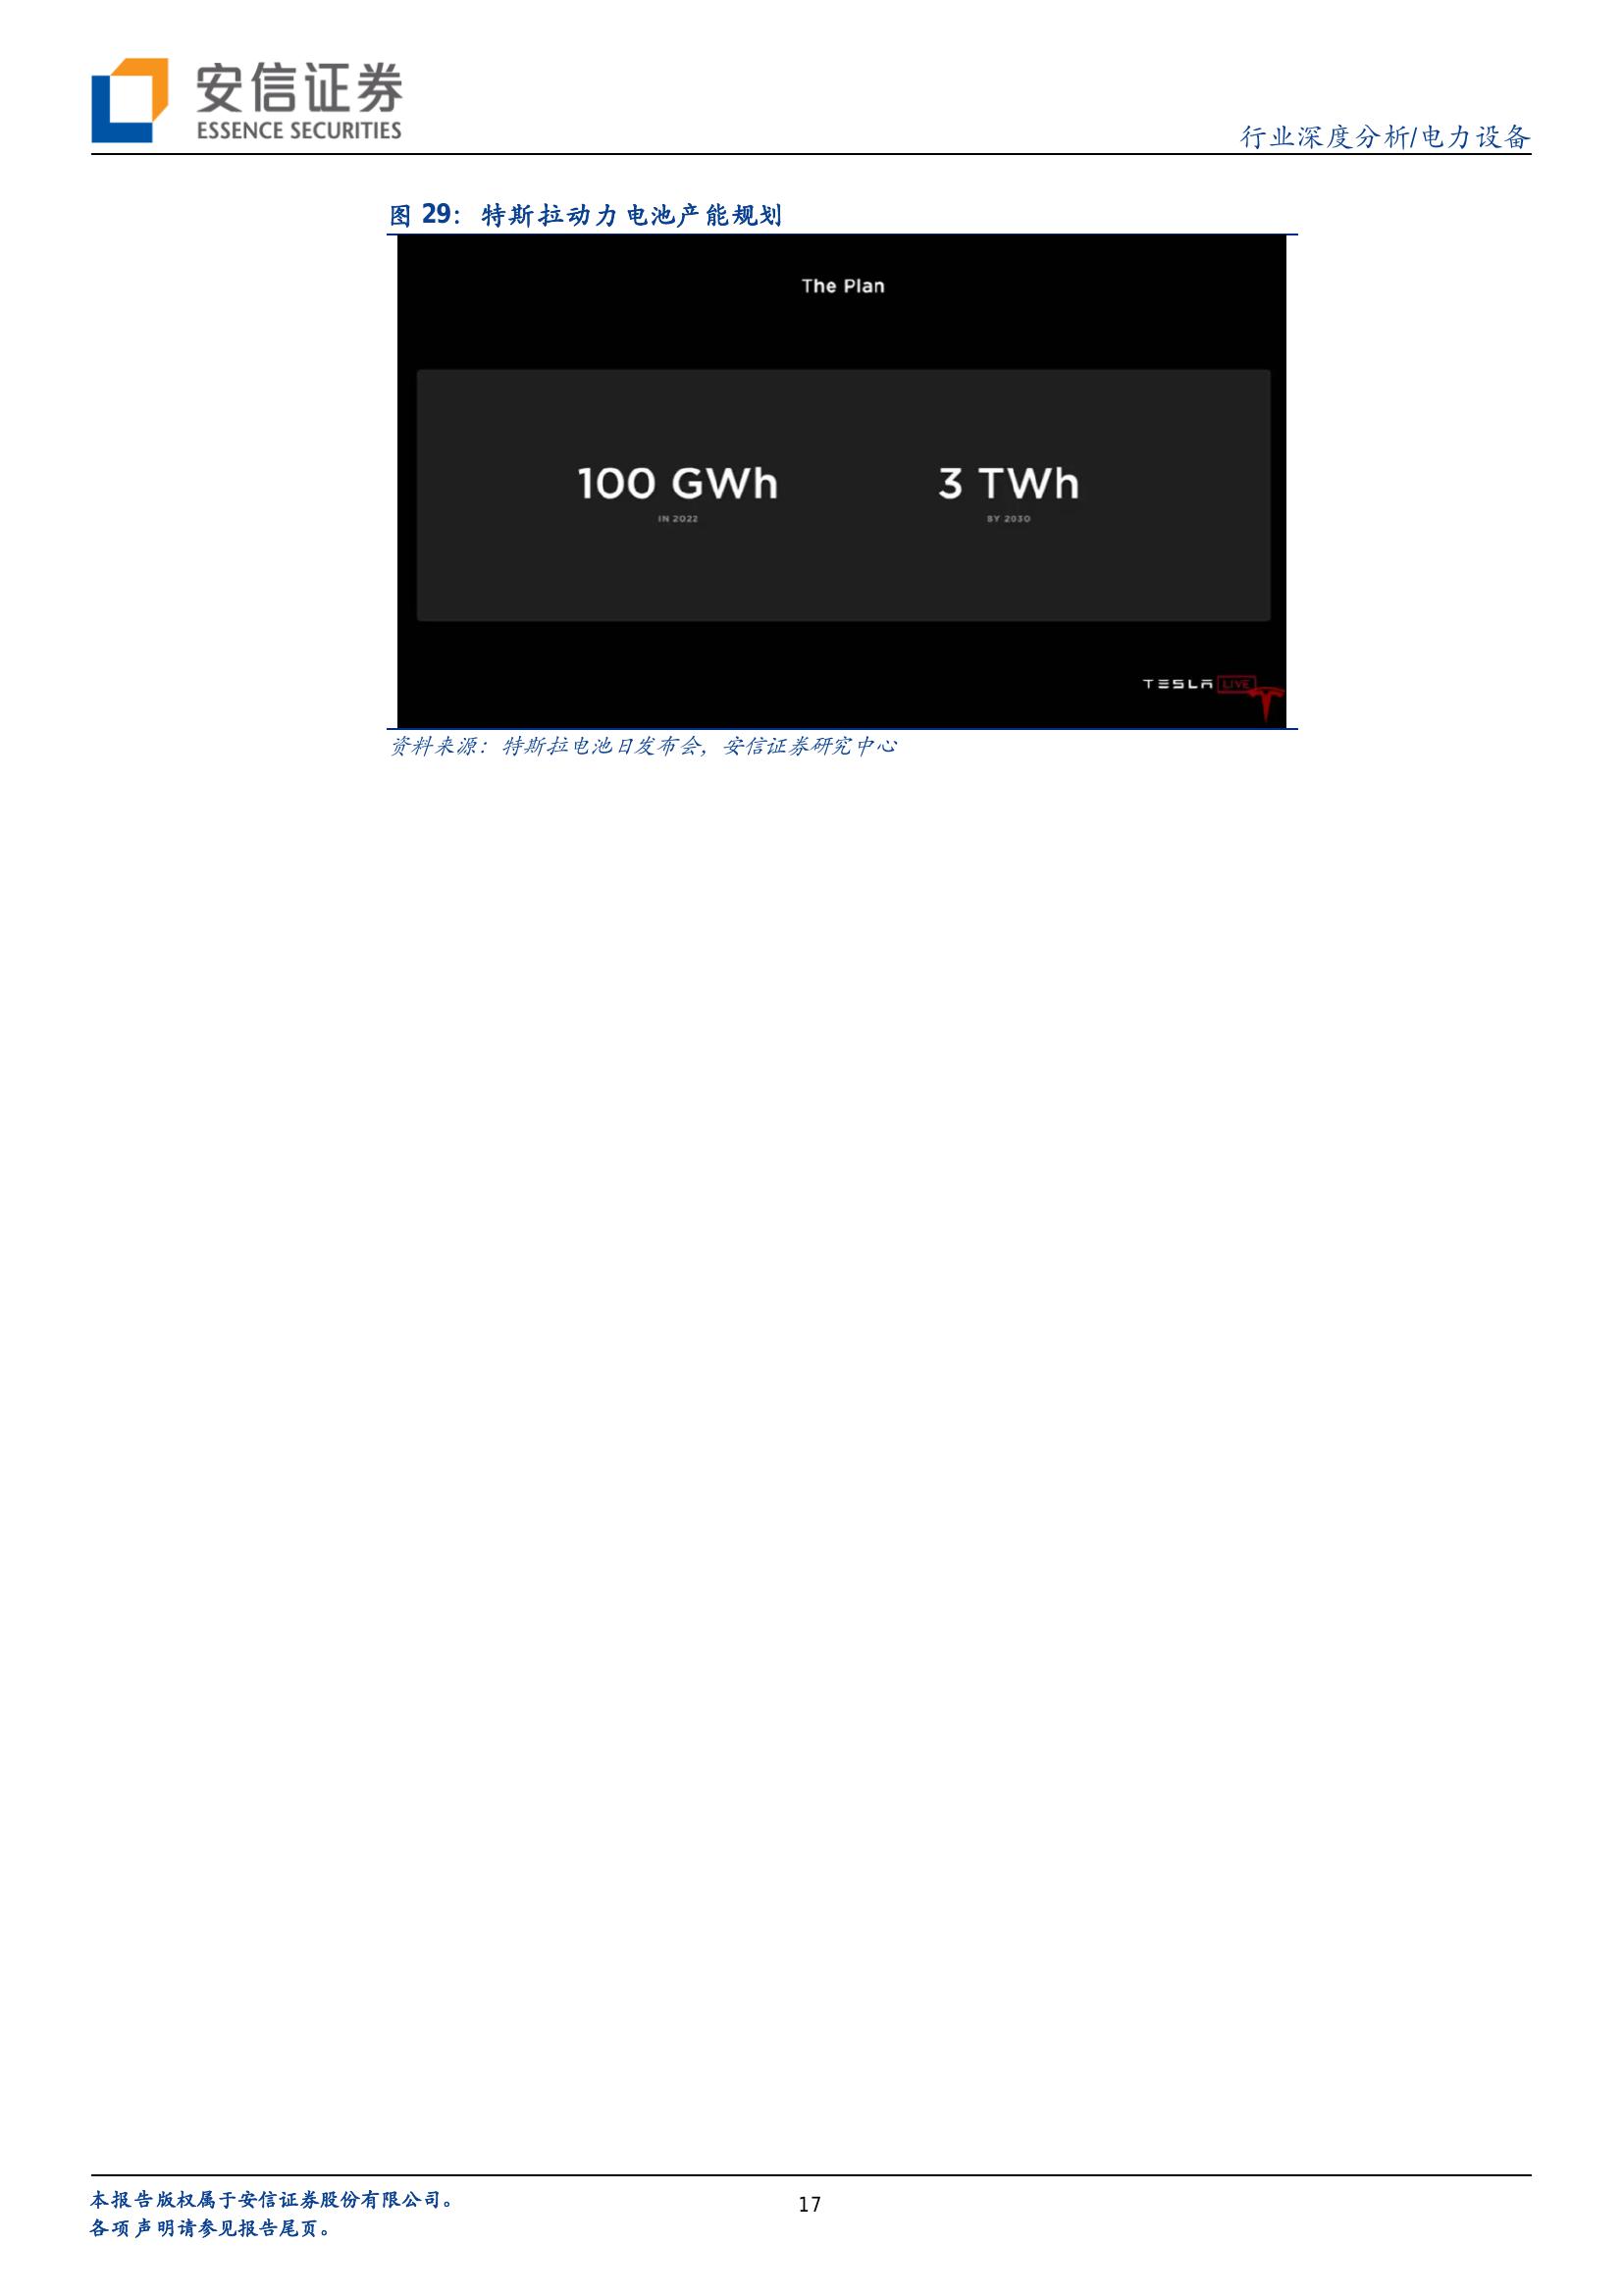 安信证券
ESSENCE SECURITIES
行业深度分析/电力设备
图 29：特斯拉动力电池产能规划
The Plan
100 GWh
IN 2022
3 TWh
BY 2030
TESLA LIVE
资料来源：特斯拉电池日发布会，安信证券研究中心
本报告版权属于安信证券股份有限公司。
17
各项声明请参见报告尾页。